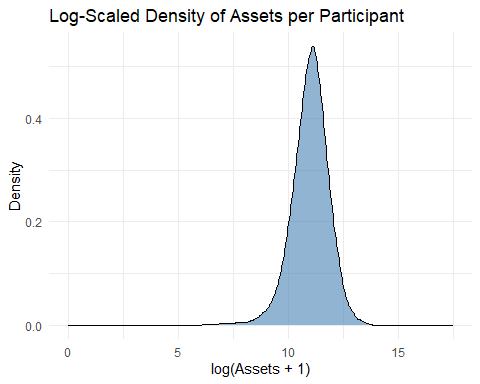 Log-Scaled Density of Assets per Participant
Density
0.4
0.2
0.0
0 5 10 15
log(Assets + 1)